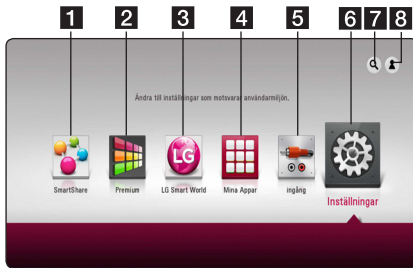 1 2 3 4 5 6 7 8
Ändra till inställningar som motsvarar användarmiljön.
LG
SmartShare Premium LG Smart World Mina Appar ingång
Inställningar